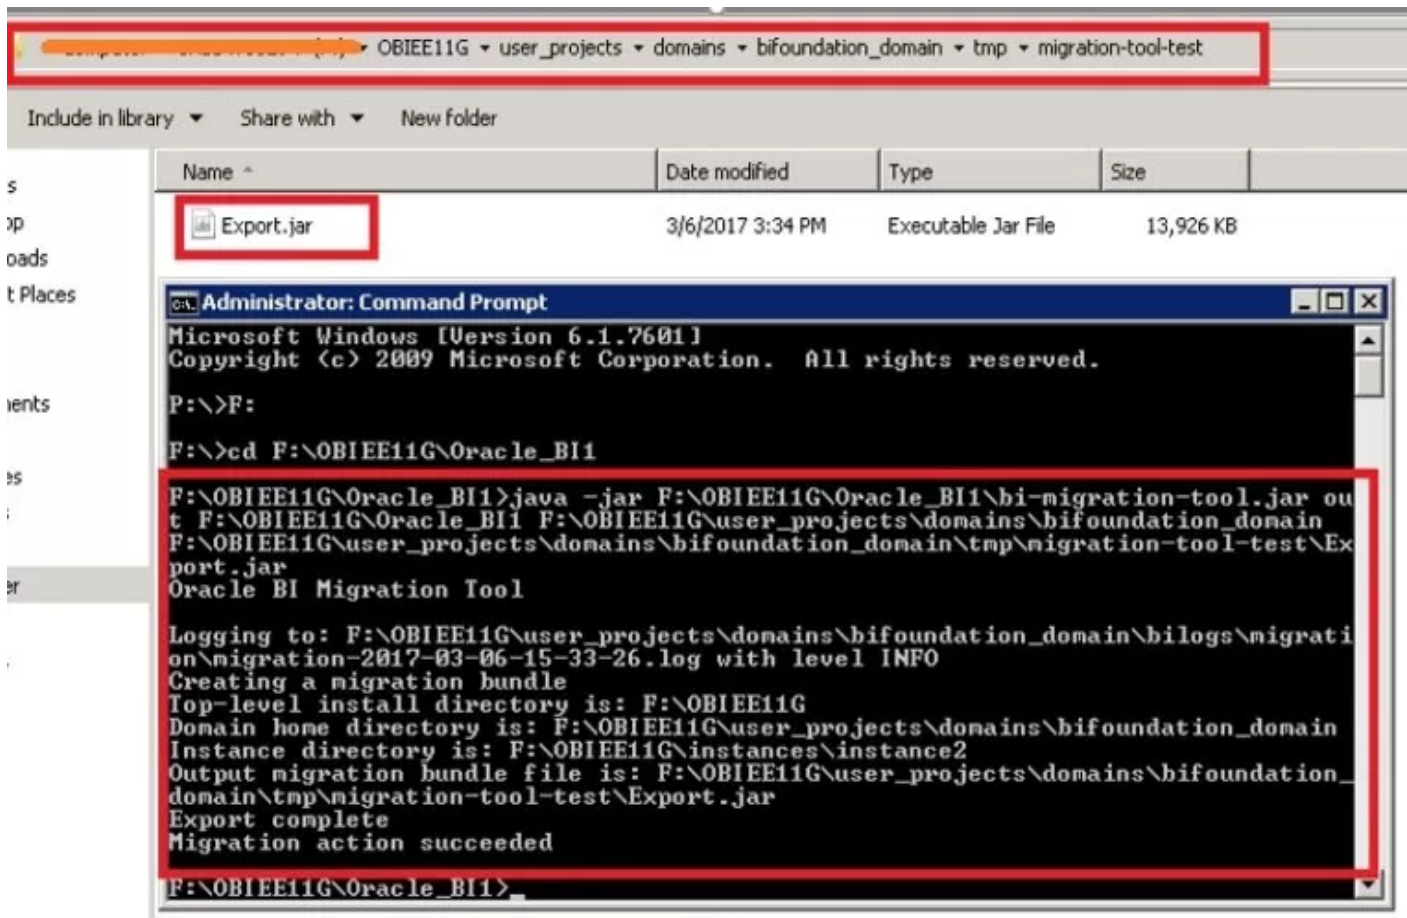 OBIEE11G user_projects domains bifoundation_domain tmp migration-tool-test
Include in library Share with New folder
Name Date modified Type Size
s
op
Export.jar 3/6/2017 3:34 PM Executable Jar File 13,926 KB
oads
t Places
Administrator: Command Prompt
Microsoft Windows [Version 6.1.7601]
Copyright (c) 2009 Microsoft Corporation. All rights reserved.
P:\>F:
ments
F:\>cd F:\OBIEE11G\Oracle_BI1
es
F:\OBIEE11G\Oracle_BI1>java -jar F:\OBIEE11G\Oracle_BI1\bi-migration-tool.jar ou
t F:\OBIEE11G\Oracle_BI1 F:\OBIEE11G\user_projects\domains\bifoundation_domain
F:\OBIEE11G\user_projects\domains\bifoundation_domain\tmp\migration-tool-test\Ex
port.jar
er
Oracle BI Migration Tool
Logging to: F:\OBIEE11G\user_projects\domains\bifoundation_domain\bilogs\migrati
on\migration-2017-03-06-15-33-26.log with level INFO
Creating a migration bundle
Top-level install directory is: F:\OBIEE11G
Domain home directory is: F:\OBIEE11G\user_projects\domains\bifoundation_domain
Instance directory is: F:\OBIEE11G\instances\instance2
Output migration bundle file is: F:\OBIEE11G\user_projects\domains\bifoundation_
domain\tmp\migration-tool-test\Export.jar
Export complete
Migration action succeeded
F:\OBIEE11G\Oracle_BI1>_